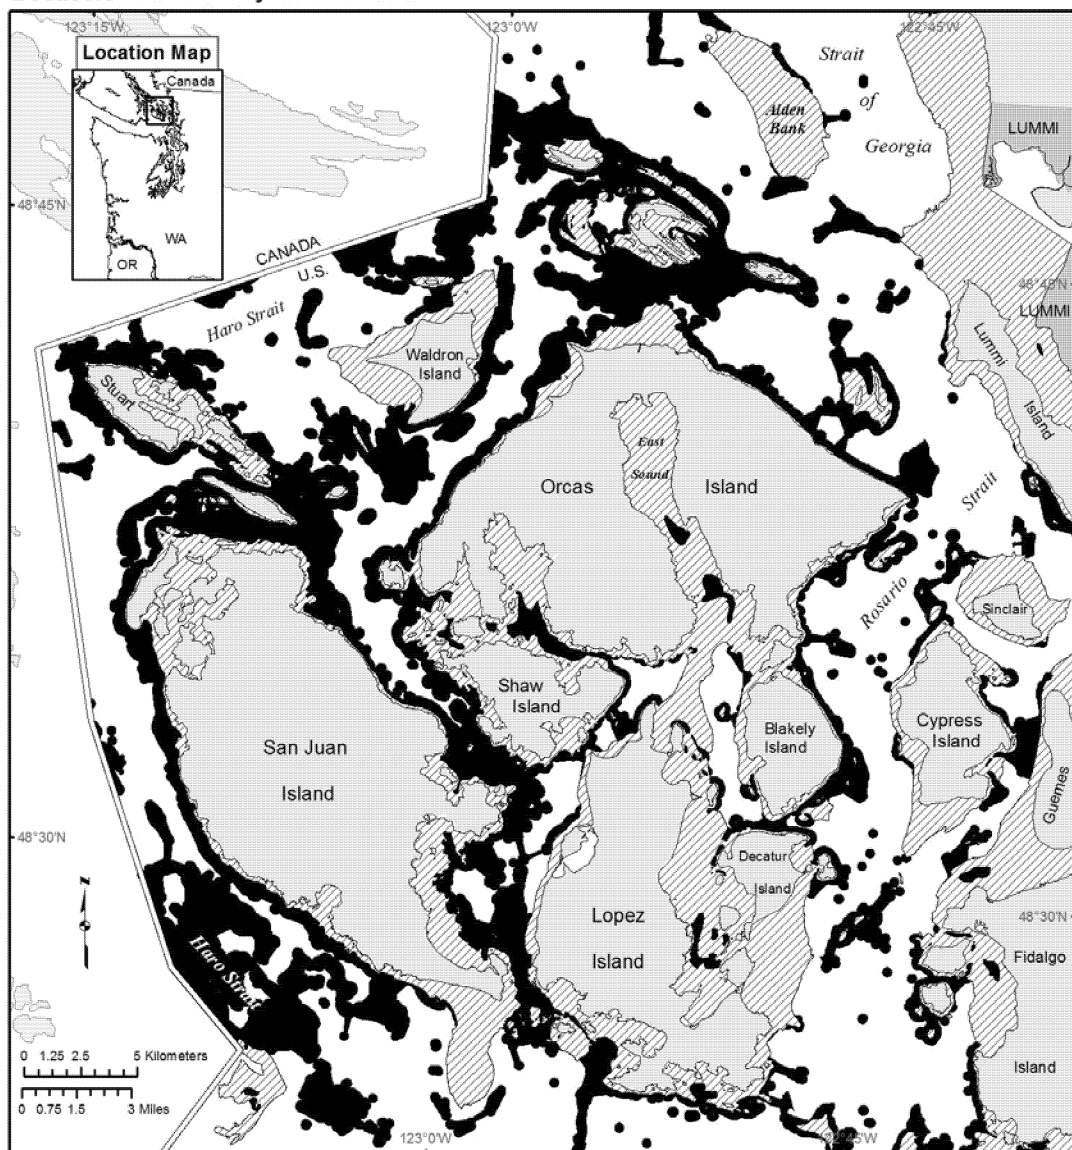 123°15'W
123°0'W
122°45'W
Location Map
Canada
WA
OR
Strait
of
Georgia
Alden
Bank
LUMMI
48°45'N
CANADA
U.S.
Haro Strait
48°45'N
LUMMI
Waldron
Island
Lummi
Island
Stuart
East
Sound
Orcas
Island
Strait
Rosario
Sinclair
Shaw
Island
San Juan
Island
Blakely
Island
Cypress
Island
Guemes
48°30'N
Decatur
Island
z
Lopez
Island
48°30'N
Fidalgo
Island
Haro Strait
0 1.25 2.5 5 Kilometers
0 0.75 1.5 3 Miles
123°0'W
122°45'W